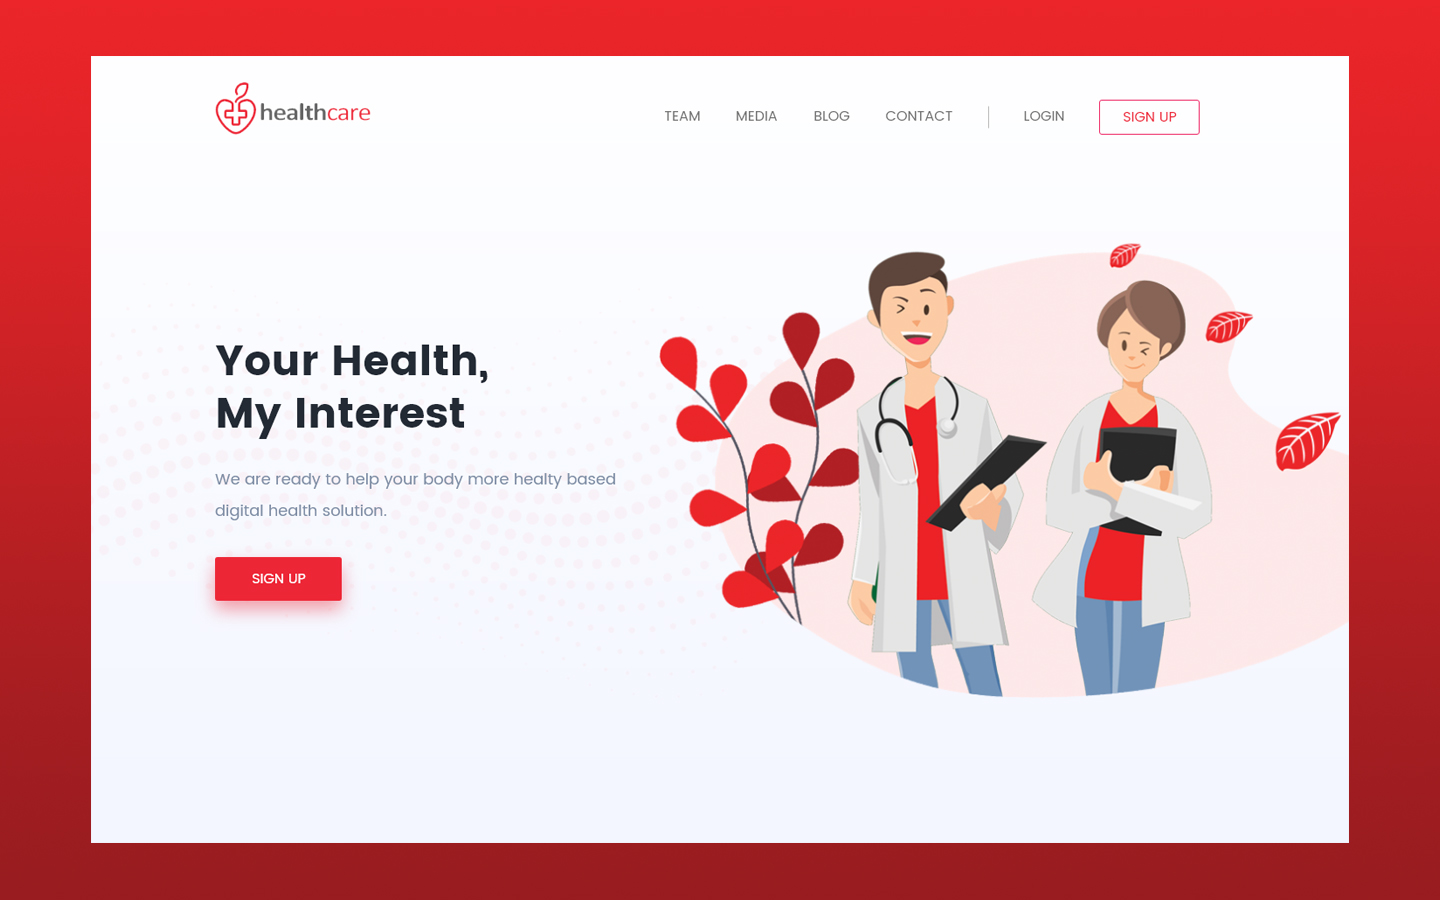 healthcare
TEAM MEDIA BLOG CONTACT LOGIN SIGN UP
Your Health,
My Interest
We are ready to help your body more healty based
digital health solution.
SIGN UP